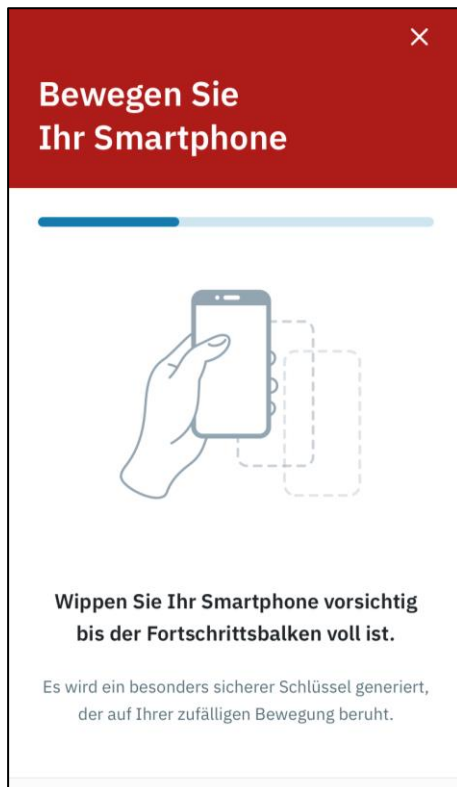 Bewegen Sie
Ihr Smartphone
Wippen Sie Ihr Smartphone vorsichtig
bis der Fortschrittsbalken voll ist.
Es wird ein besonders sicherer Schlüssel generiert,
der auf Ihrer zufälligen Bewegung beruht.